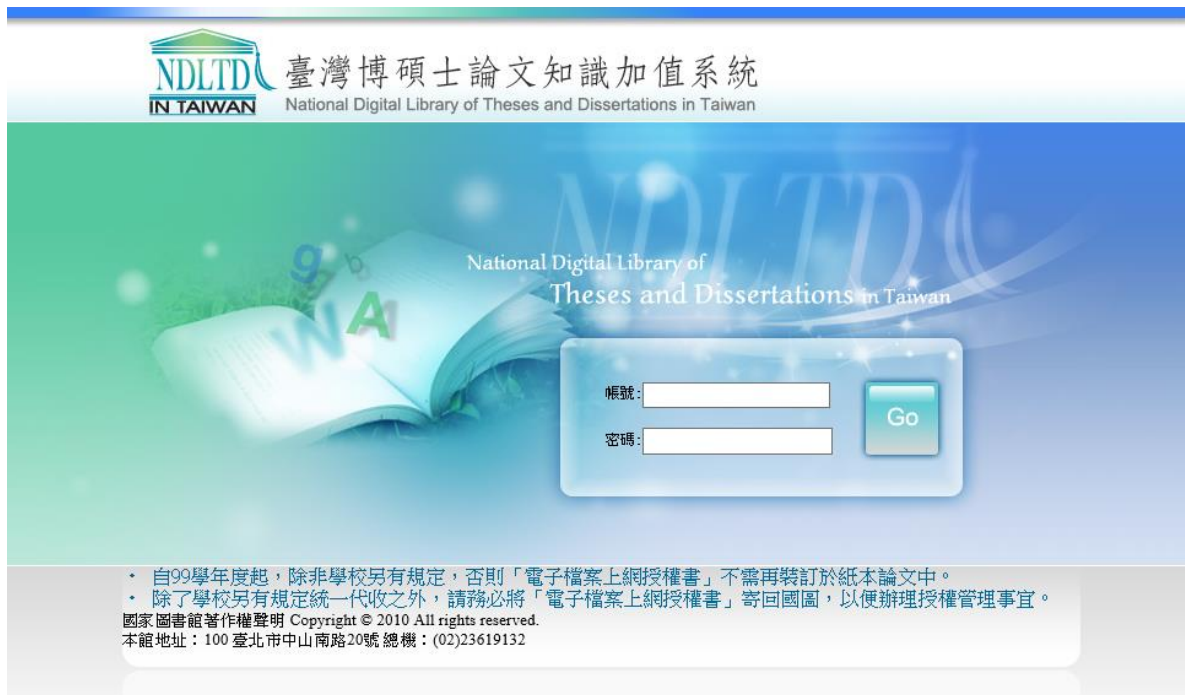 NDLTD
IN TAIWAN
臺灣博碩士論文知識加值系統
National Digital Library of Theses and Dissertations in Taiwan
NDLTD
g
b
W
A
National Digital Library of
Theses and Dissertations in Taiwan
帳號:
Go
密碼:
• 自99學年度起,除非學校另有規定,否則「電子檔案上網授權書」不需再裝訂於紙本論文中。
• 除了學校另有規定統一代收之外,請務必將「電子檔案上網授權書」寄回國圖,以便辦理授權管理事宜。
國家圖書館著作權聲明 Copyright © 2010 All rights reserved.
本館地址:100 臺北市中山南路20號 總機:(02)23619132